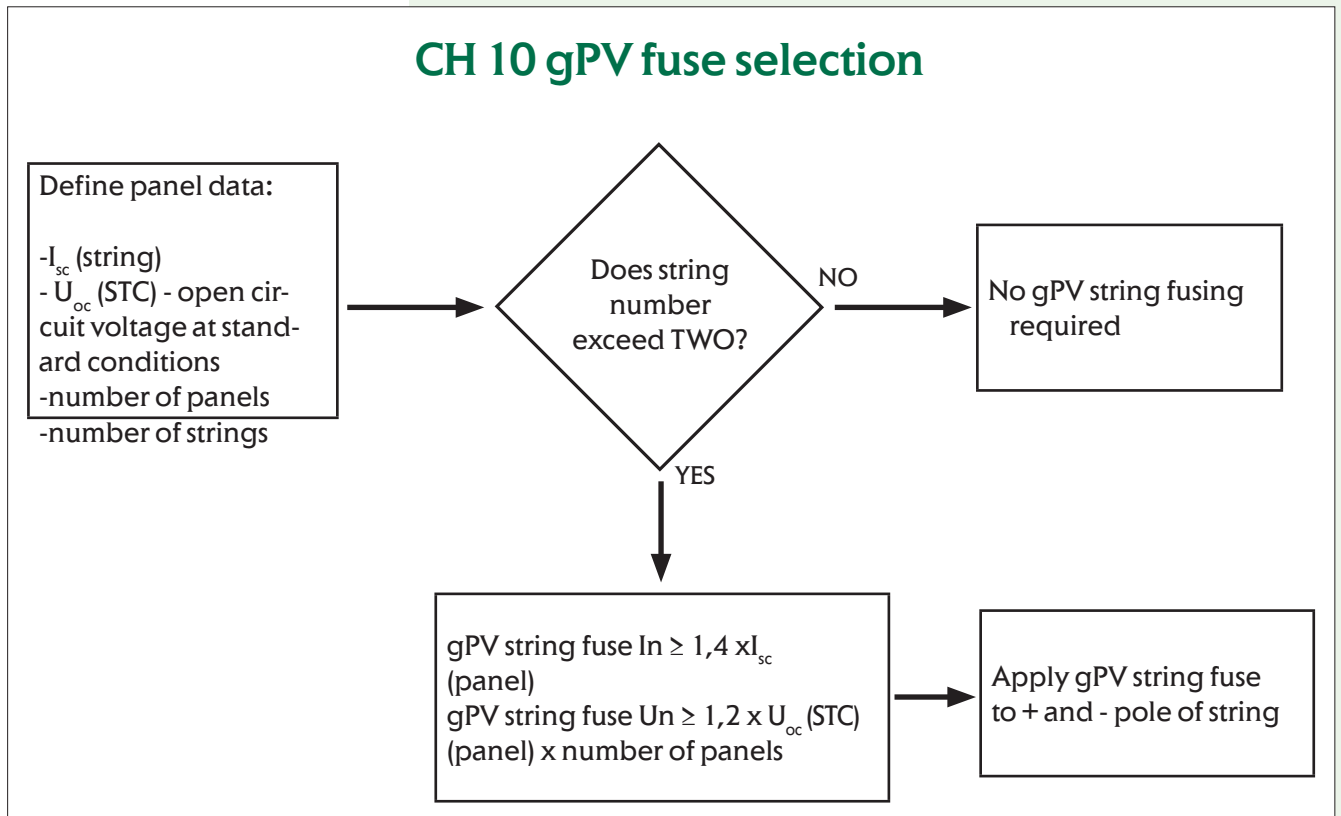 CH 10 gPV fuse selection
Define panel data:
-Isc (string)
- Uoc (STC) - open cir-
cuit voltage at stand-
ard conditions
-number of panels
-number of strings
Does string
number
exceed TWO?
NO
No gPV string fusing
required
YES
gPV string fuse In ≥ 1,4 xIsc
(panel)
gPV string fuse Un ≥ 1,2 x Uoc (STC)
(panel) x number of panels
Apply gPV string fuse
to + and - pole of string